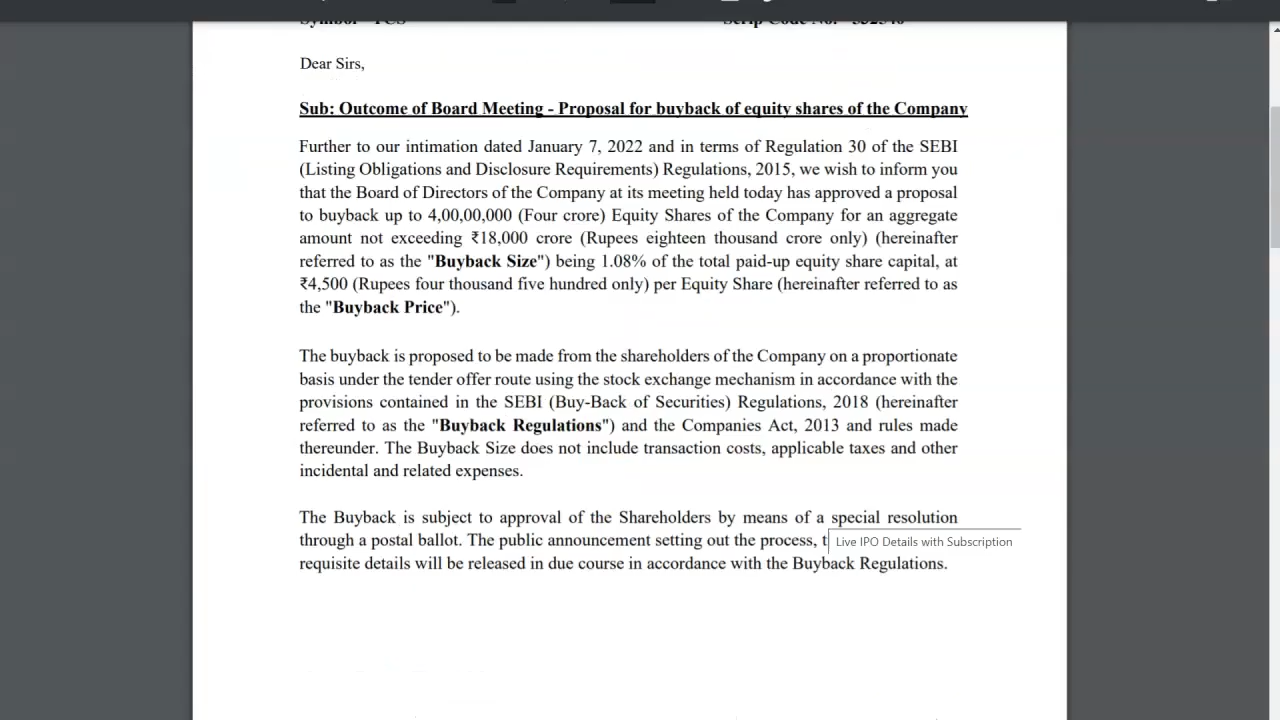 Dear Sirs,
Sub: Outcome of Board Meeting - Proposal for buyback of equity shares of the Company
Further to our intimation dated January 7, 2022 and in terms of Regulation 30 of the SEBI
(Listing Obligations and Disclosure Requirements) Regulations, 2015, we wish to inform you
that the Board of Directors of the Company at its meeting held today has approved a proposal
to buyback up to 4,00,00,000 (Four crore) Equity Shares of the Company for an aggregate
amount not exceeding ₹18,000 crore (Rupees eighteen thousand crore only) (hereinafter
referred to as the "Buyback Size") being 1.08% of the total paid-up equity share capital, at
₹4,500 (Rupees four thousand five hundred only) per Equity Share (hereinafter referred to as
the "Buyback Price").
The buyback is proposed to be made from the shareholders of the Company on a proportionate
basis under the tender offer route using the stock exchange mechanism in accordance with the
provisions contained in the SEBI (Buy-Back of Securities) Regulations, 2018 (hereinafter
referred to as the "Buyback Regulations") and the Companies Act, 2013 and rules made
thereunder. The Buyback Size does not include transaction costs, applicable taxes and other
incidental and related expenses.
The Buyback is subject to approval of the Shareholders by means of a special resolution
through a postal ballot. The public announcement setting out the process,
Live IPO Details with Subscription
requisite details will be released in due course in accordance with the Buyback Regulations.